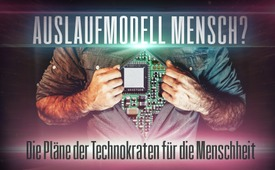 AUSLAUFMODELL MENSCH?
Die Pläne der Technokraten für die Menschheit